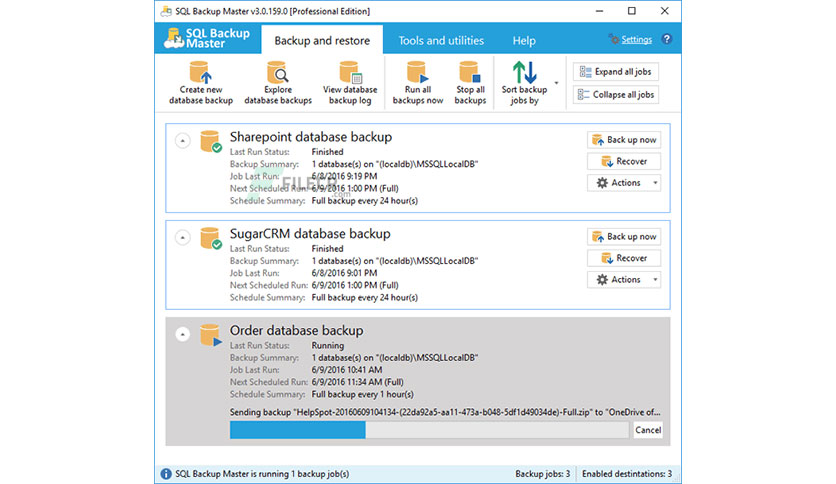 SQL Backup Master v3.0.159.0 [Professional Edition]
SQL Backup
Master
Backup and restore
Tools and utilities
Help
Settings
Create new
database backup
Explore
database backups
View database
backup log
Run all
backups now
Stop all
backups
Sort backup
jobs by
Expand all jobs
Collapse all jobs
Sharepoint database backup
Last Run Status: Finished
Backup Summary: 1 database(s) on "(localdb)\MSSQLLocalDB"
Job Last Run: 6/8/2016 9:19 PM
Next Scheduled Run: 6/9/2016 1:00 PM (Full)
Schedule Summary: Full backup every 24 hour(s)
Back up now
Recover
Actions
FILECR
.com
SugarCRM database backup
Last Run Status: Finished
Backup Summary: 1 database(s) on "(localdb)\MSSQLLocalDB"
Job Last Run: 6/8/2016 9:01 PM
Next Scheduled Run: 6/9/2016 1:00 PM (Full)
Schedule Summary: Full backup every 24 hour(s)
Back up now
Recover
Actions
Order database backup
Last Run Status: Running
Backup Summary: 1 database(s) on "(localdb)\MSSQLLocalDB"
Job Last Run: 6/9/2016 10:41 AM
Next Scheduled Run: 6/9/2016 11:34 AM (Full)
Schedule Summary: Full backup every 1 hour(s)
Sending backup "HelpSpot-20160609104134-(22da92a5-aa11-473a-b048-5df1d49034de)-Full.zip" to "OneDrive of...
Cancel
SQL Backup Master is running 1 backup job(s)
Backup jobs: 3
Enabled destintations: 3